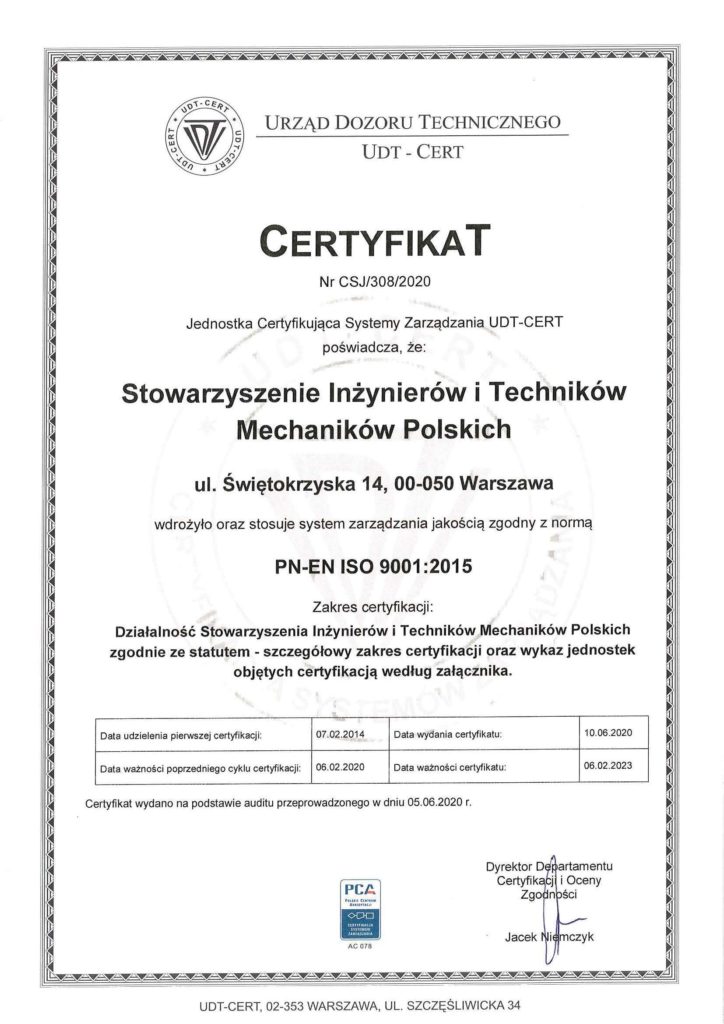 UDT-CERT * UDT-CERT * UDT-CERT *
UDT
URZĄD DOZORU TECHNICZNEGO
UDT - CERT
CERTYFIKAT
Nr CSJ/308/2020
Jednostka Certyfikująca Systemy Zarządzania UDT-CERT
poświadcza, że:
Stowarzyszenie Inżynierów i Techników
Mechaników Polskich
ul. Świętokrzyska 14, 00-050 Warszawa
wdrożyło oraz stosuje system zarządzania jakością zgodny z normą
PN-EN ISO 9001:2015
Zakres certyfikacji:
Działalność Stowarzyszenia Inżynierów i Techników Mechaników Polskich
zgodnie ze statutem - szczegółowy zakres certyfikacji oraz wykaz jednostek
objętych certyfikacją według załącznika.
Data udzielenia pierwszej certyfikacji: 07.02.2014 Data wydania certyfikatu: 10.06.2020
Data ważności poprzedniego cyklu certyfikacji: 06.02.2020 Data ważności certyfikatu: 06.02.2023
Certyfikat wydano na podstawie auditu przeprowadzonego w dniu 05.06.2020 r.
Dyrektor Departamentu
Certyfikacji i Oceny
Zgodności
Jacek Niemczyk
PCA
POLSKIE CENTRUM
AKREDYTACJI
CERTYFIKACJA
SYSTEMÓW
ZARZĄDZANIA
AC 078
UDT-CERT, 02-353 WARSZAWA, UL. SZCZĘŚLIWICKA 34